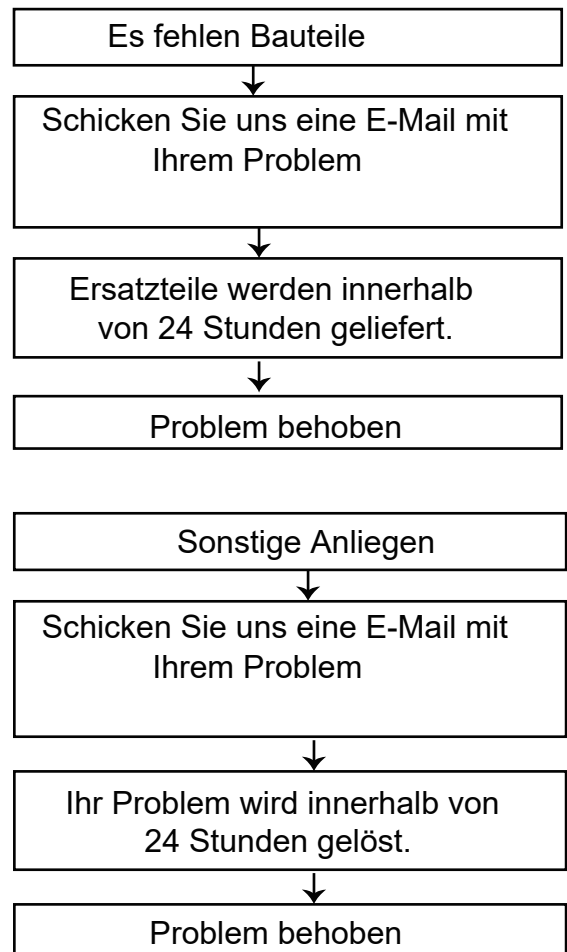 Es fehlen Bauteile
Schicken Sie uns eine E-Mail mit
Ihrem Problem
Ersatzteile werden innerhalb
von 24 Stunden geliefert.
Problem behoben
Sonstige Anliegen
Schicken Sie uns eine E-Mail mit
Ihrem Problem
Ihr Problem wird innerhalb von
24 Stunden gelöst.
Problem behoben